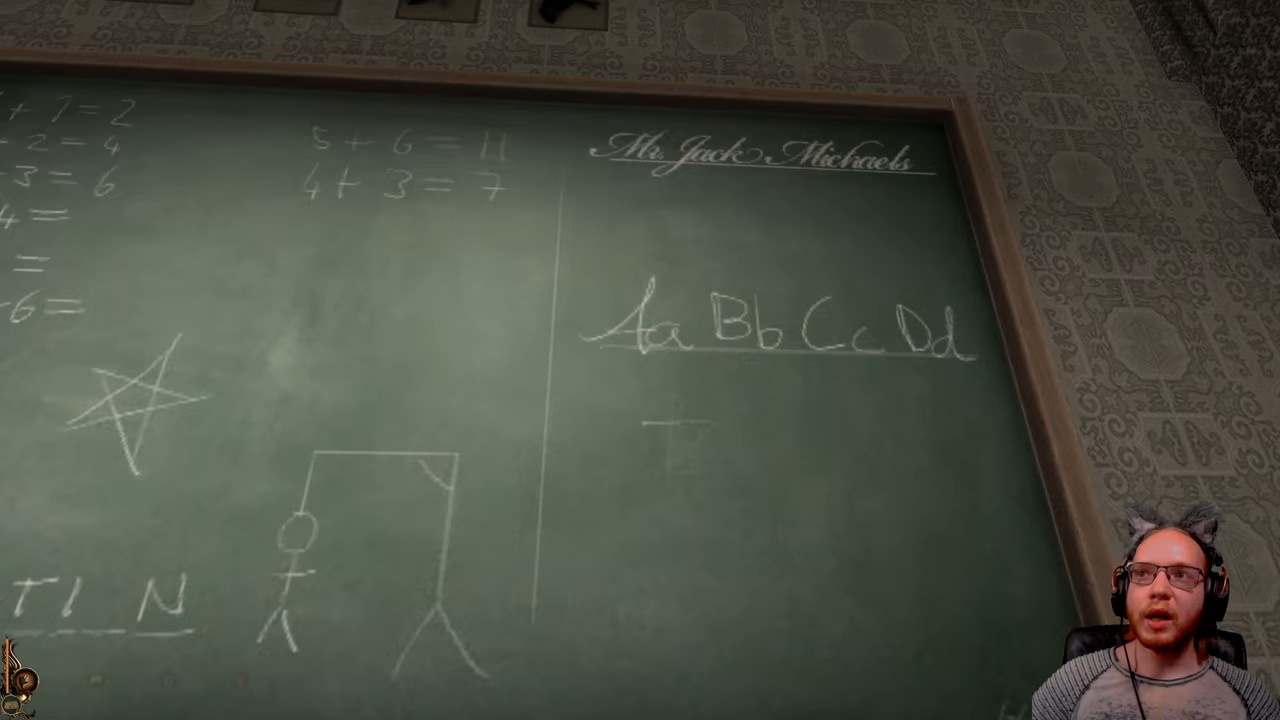 + 1 = 2
2 = 4
3 = 6
4 =
=
6 =
5 + 6 = 11
4 + 3 = 7
Mr. Jack Michaels
Aa Bb Cc Dd
T I N